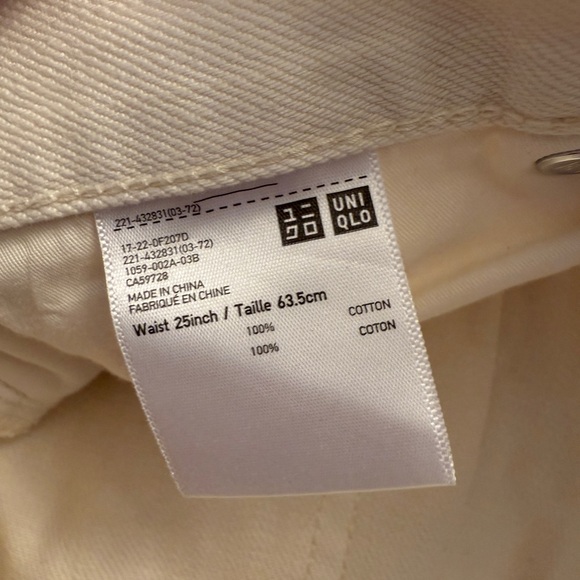 221-432831(03-72)
ユニ
クロ
UNI
QLO
17-22-0F207D
221-432831(03-72)
1059-002A-03B
CA59728
MADE IN CHINA
FABRIQUÉ EN CHINE
Waist 25inch / Taille 63.5cm
100% COTTON
100% COTON